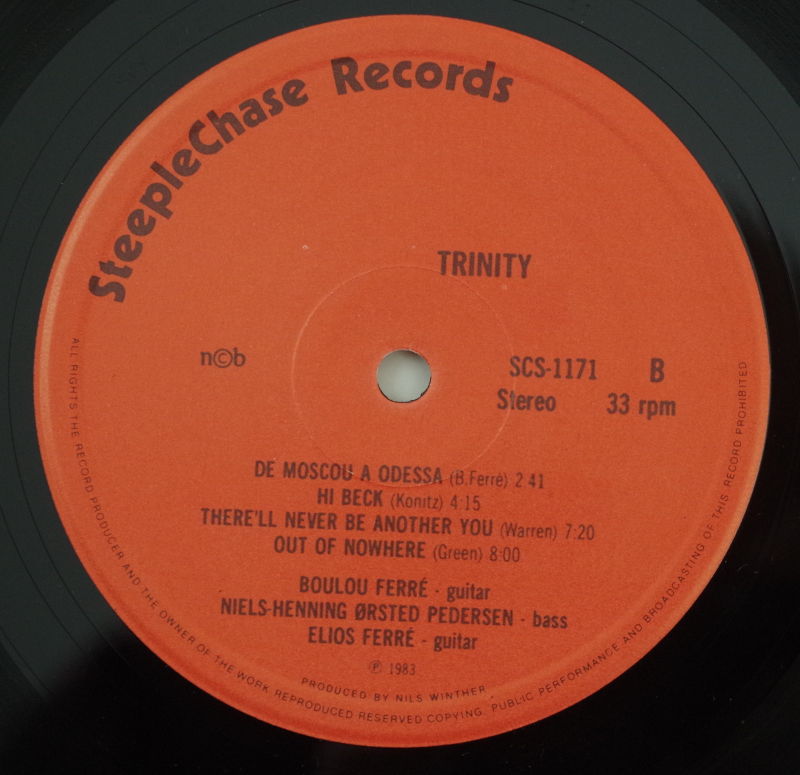 SteepleChase Records
TRINITY
n©b
SCS-1171 B
Stereo 33 rpm
DE MOSCOU A ODESSA (B.Ferré) 2:41
HI BECK (Konitz) 4:15
THERE'LL NEVER BE ANOTHER YOU (Warren) 7:20
OUT OF NOWHERE (Green) 8:00
BOULOU FERRÉ - guitar
NIELS-HENNING ØRSTED PEDERSEN - bass
ELIOS FERRÉ - guitar
℗ 1983
PRODUCED BY NILS WINTHER
ALL RIGHTS THE RECORD PRODUCER AND THE OWNER OF THE WORK REPRODUCED RESERVED COPYING. PUBLIC PERFORMANCE AND BROADCASTING OF THIS RECORD PROHIBITED